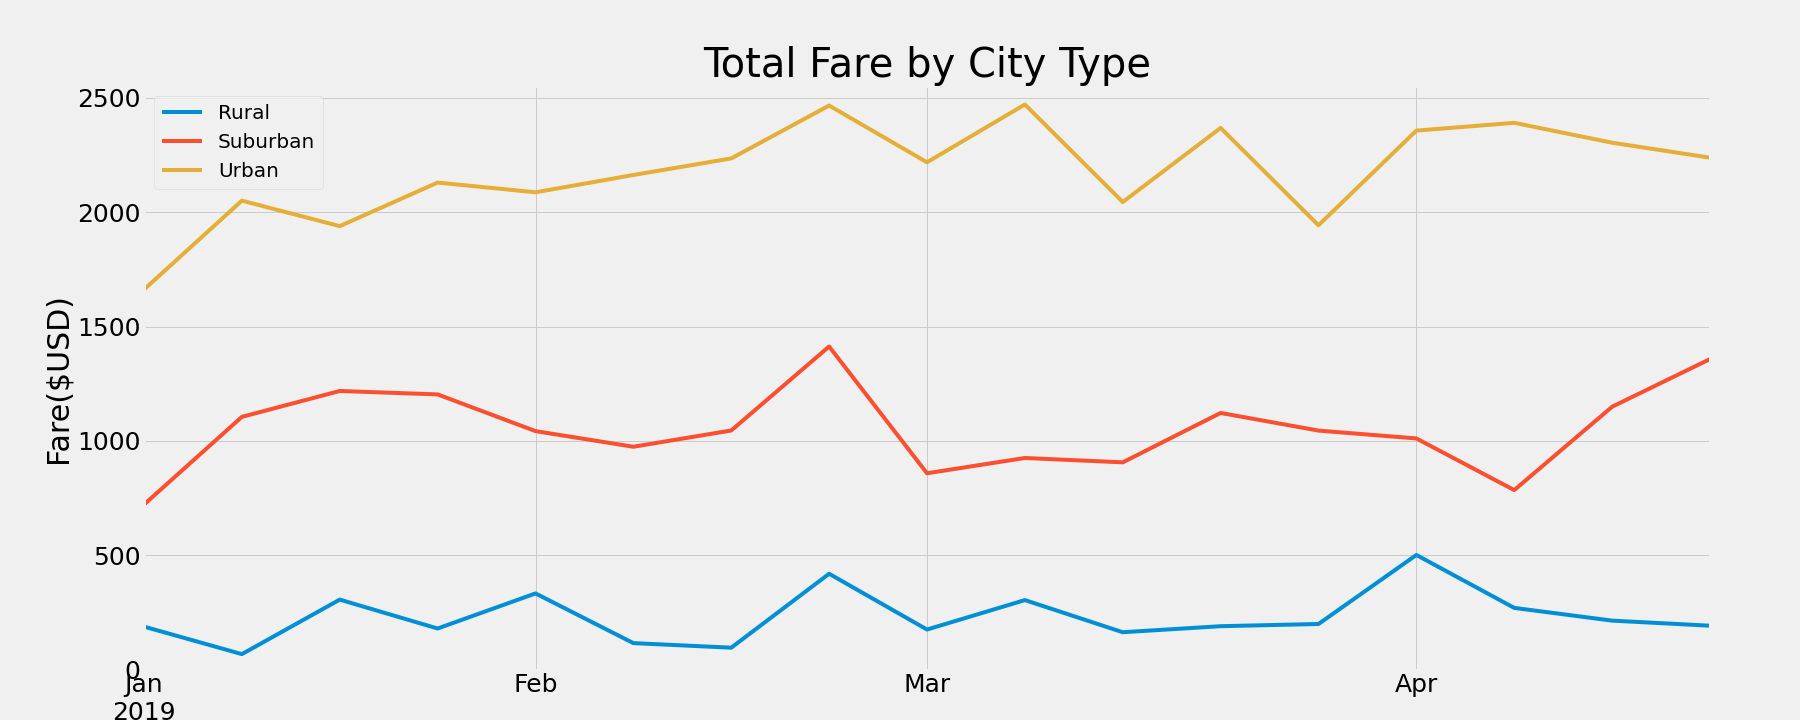 Total Fare by City Type
Rural
Suburban
Urban
Fare($USD)
2500
2000
1500
1000
500
0
Jan
2019
Feb
Mar
Apr